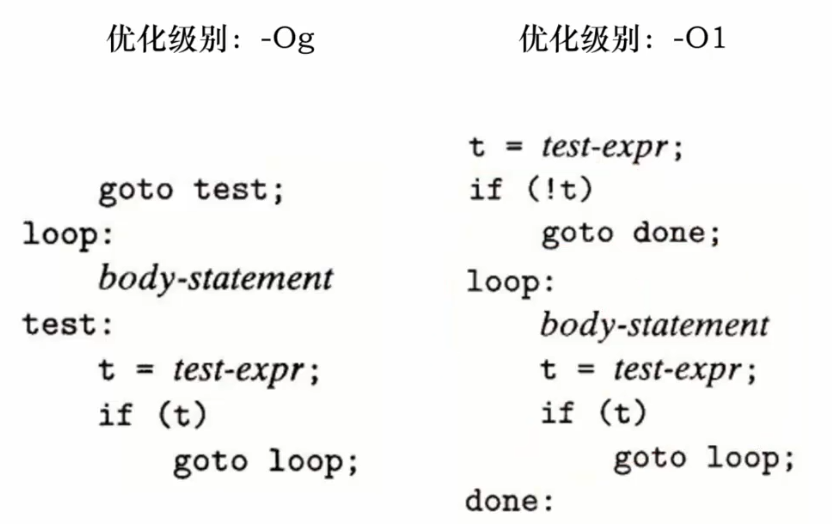 优化级别：-Og
goto test;
loop:
body-statement
test:
t = test-expr;
if (t)
goto loop;
优化级别：-O1
t = test-expr;
if (!t)
goto done;
loop:
body-statement
t = test-expr;
if (t)
goto loop;
done: